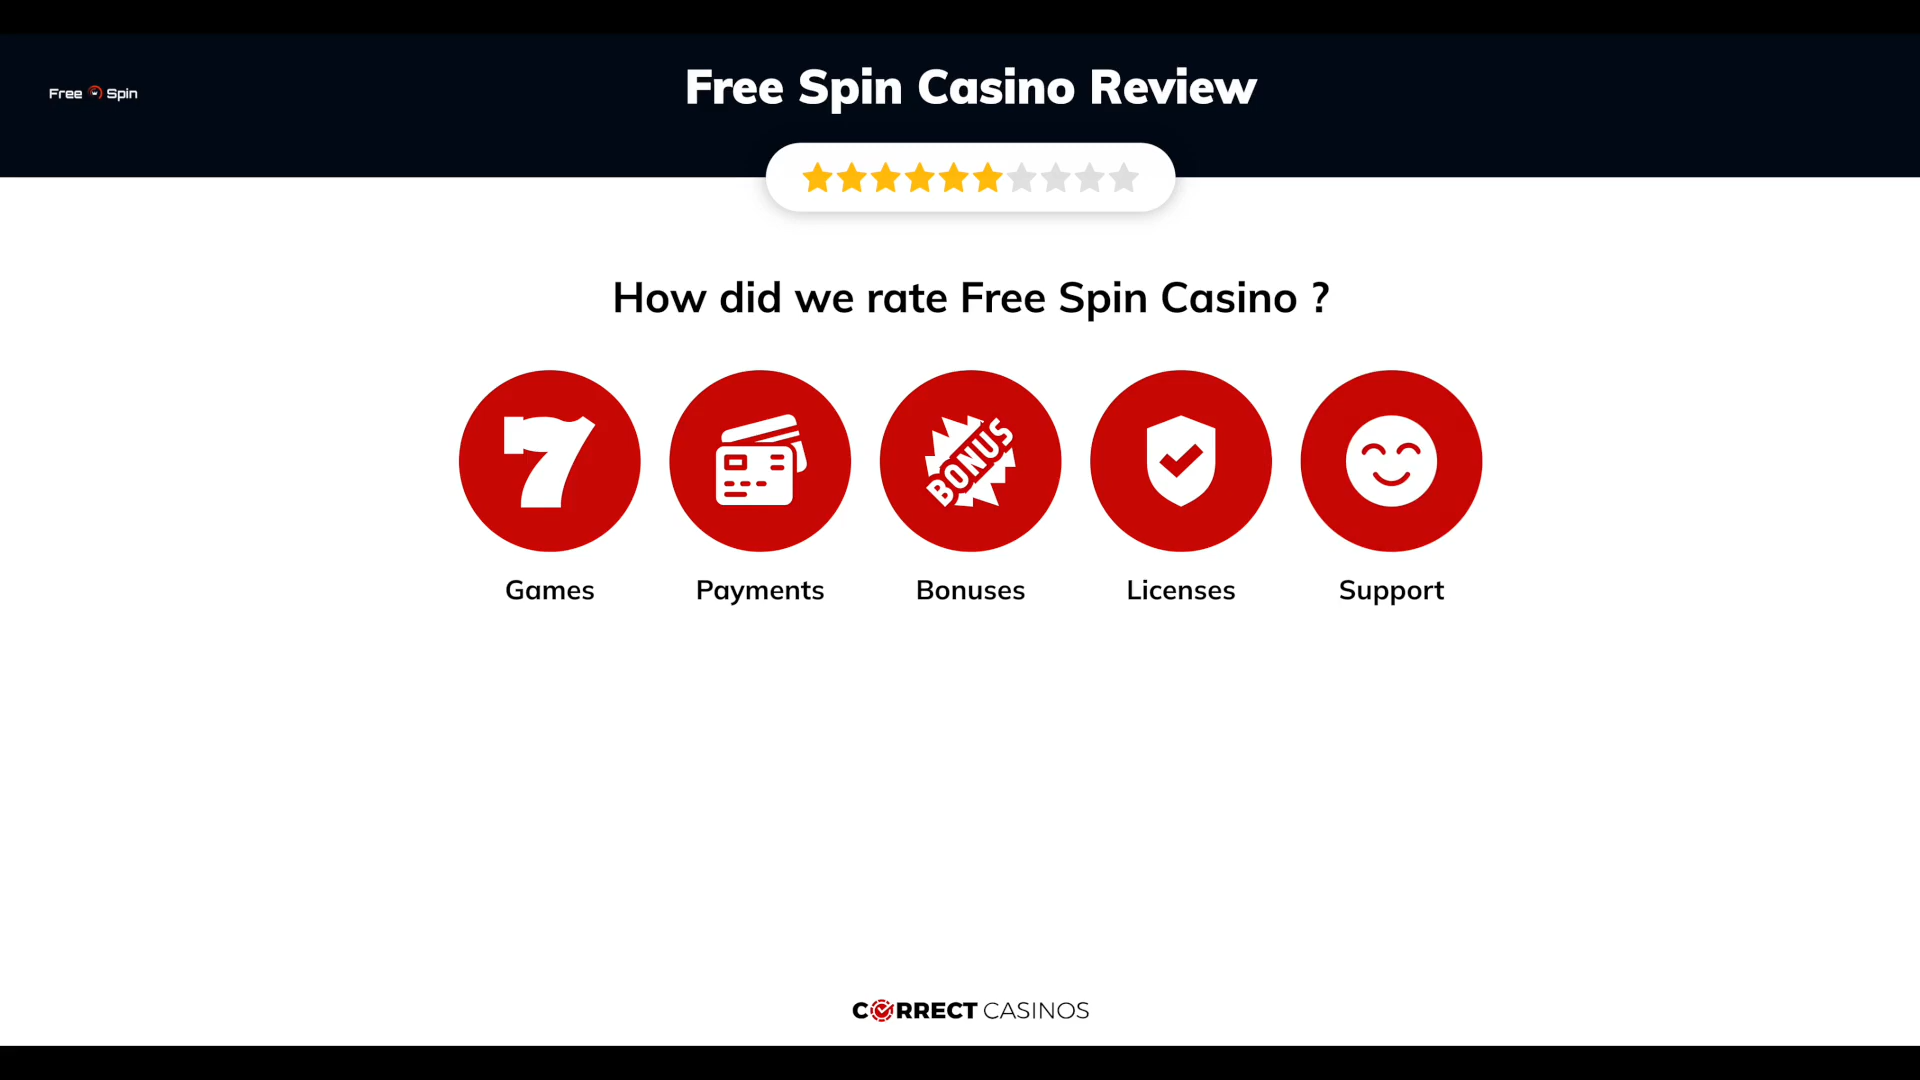 Free Spin
Free Spin Casino Review
How did we rate Free Spin Casino ?
7
BONUS
Games
Payments
Bonuses
Licenses
Support
CORRECT CASINOS